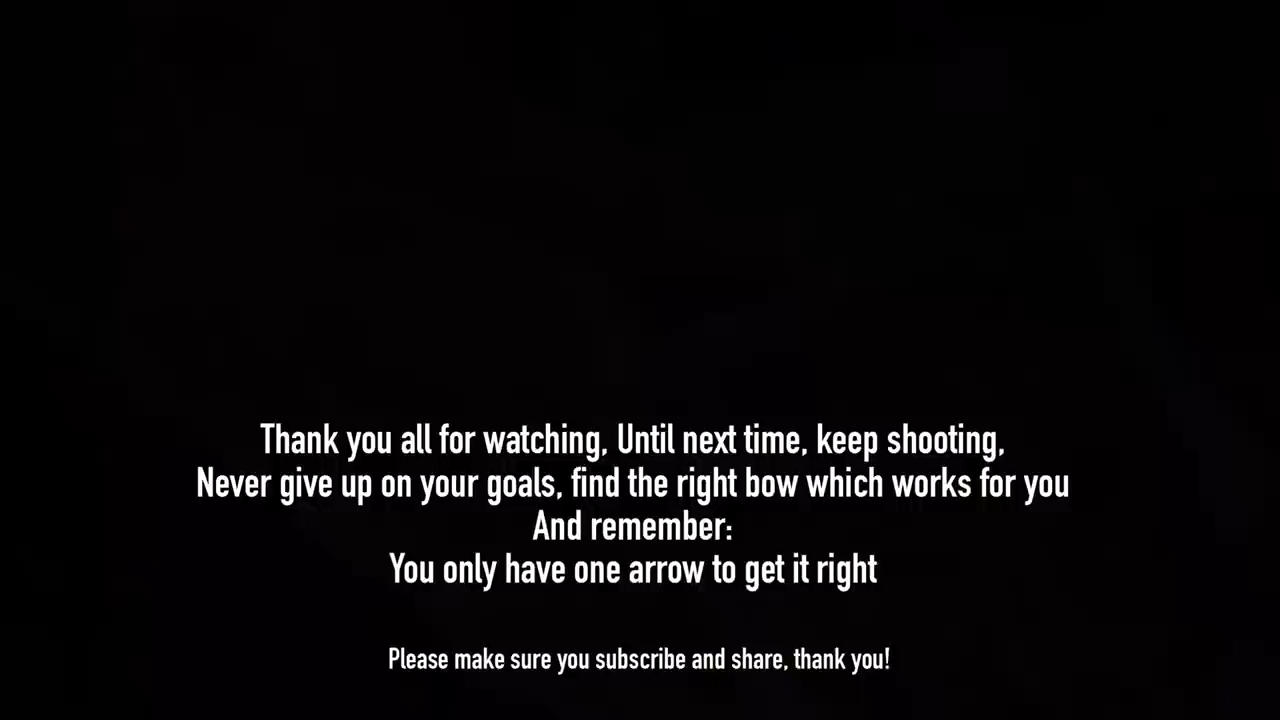 Thank you all for watching, Until next time, keep shooting,
Never give up on your goals, find the right bow which works for you
And remember:
You only have one arrow to get it right
Please make sure you subscribe and share, thank you!